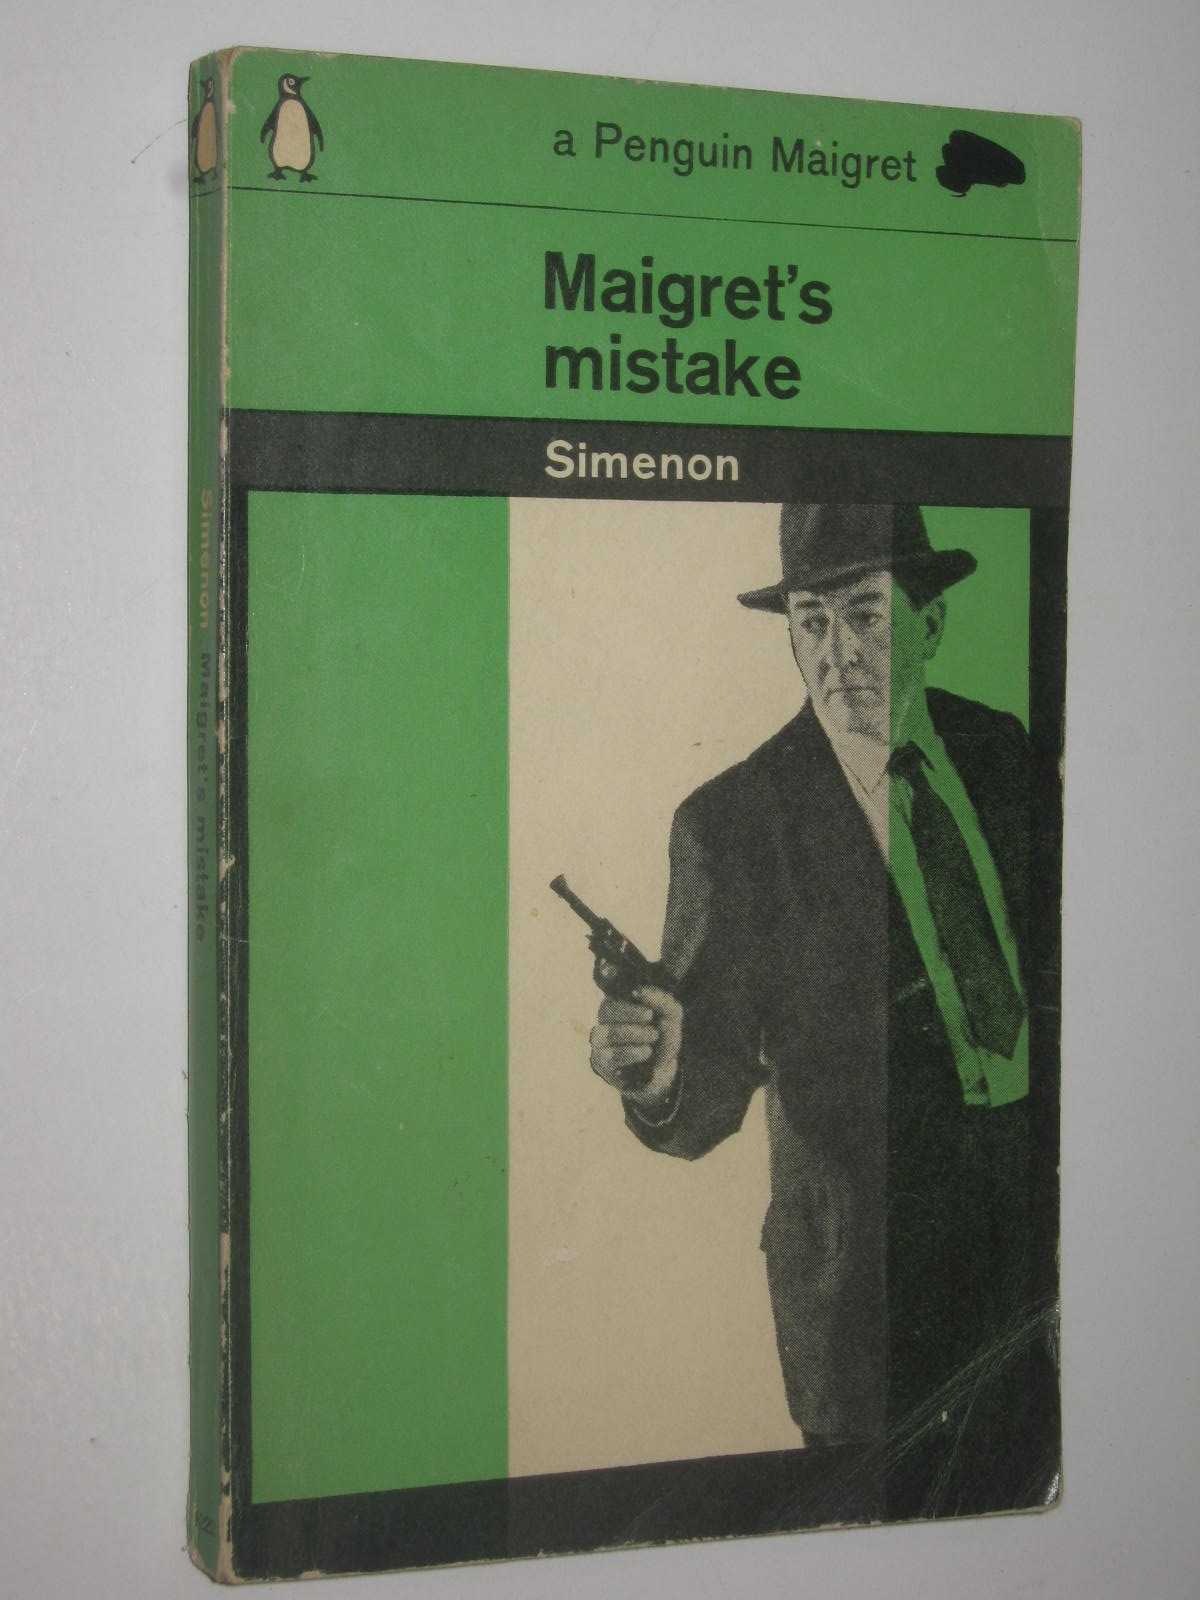 a Penguin Maigret
Maigret's
mistake
Simenon
Simenon Maigret's mistake